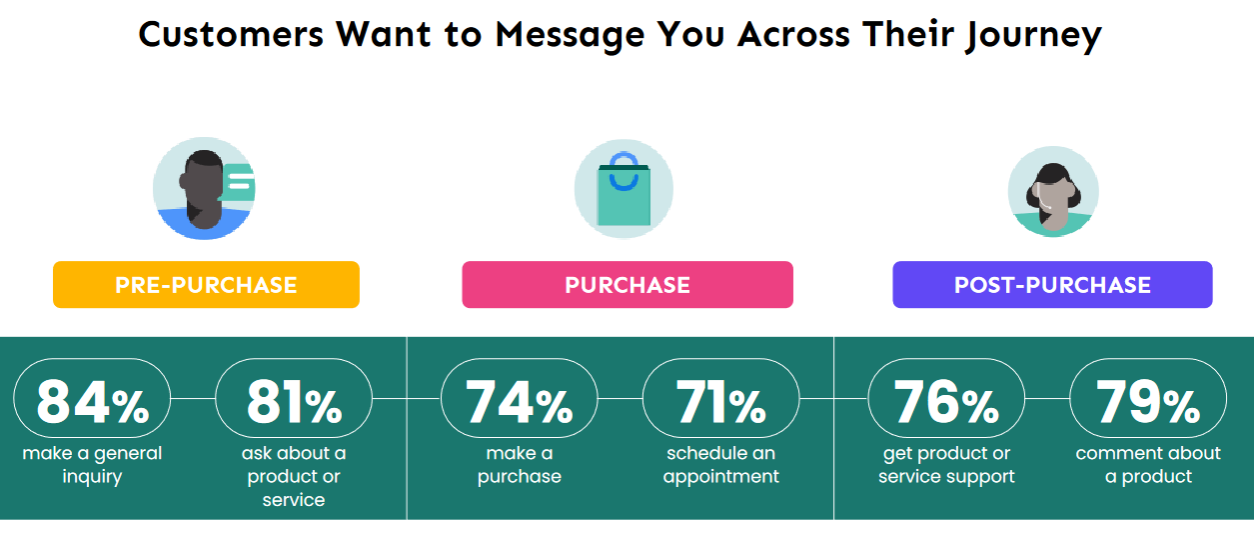 Customers Want to Message You Across Their Journey
PRE-PURCHASE
PURCHASE
POST-PURCHASE
84%
make a general
inquiry
81%
ask about a
product or
service
74%
make a
purchase
71%
schedule an
appointment
76%
get product or
service support
79%
comment about
a product